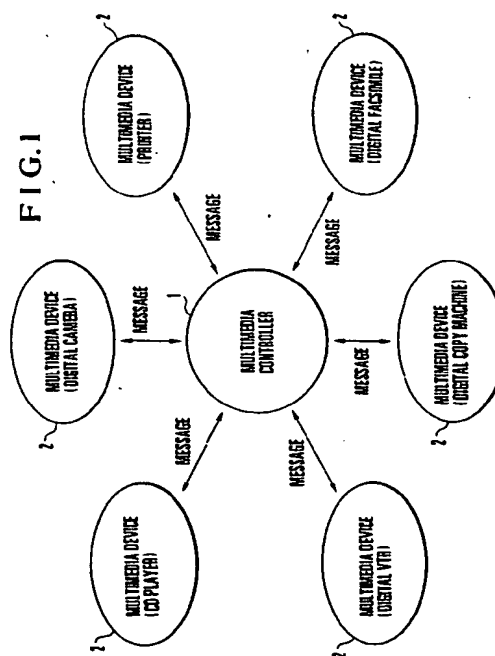 FIG.1
2
MULTIMEDIA DEVICE
(DIGITAL CAMERA)
2
MULTIMEDIA DEVICE
(CD PLAYER)
2
MULTIMEDIA DEVICE
(PRINTER)
MESSAGE
MESSAGE
MESSAGE
1
MULTIMEDIA
CONTROLLER
MESSAGE
MESSAGE
MESSAGE
2
MULTIMEDIA DEVICE
(DIGITAL VTR)
2
MULTIMEDIA DEVICE
(DIGITAL COPY MACHINE)
2
MULTIMEDIA DEVICE
(DIGITAL FACSIMILE)